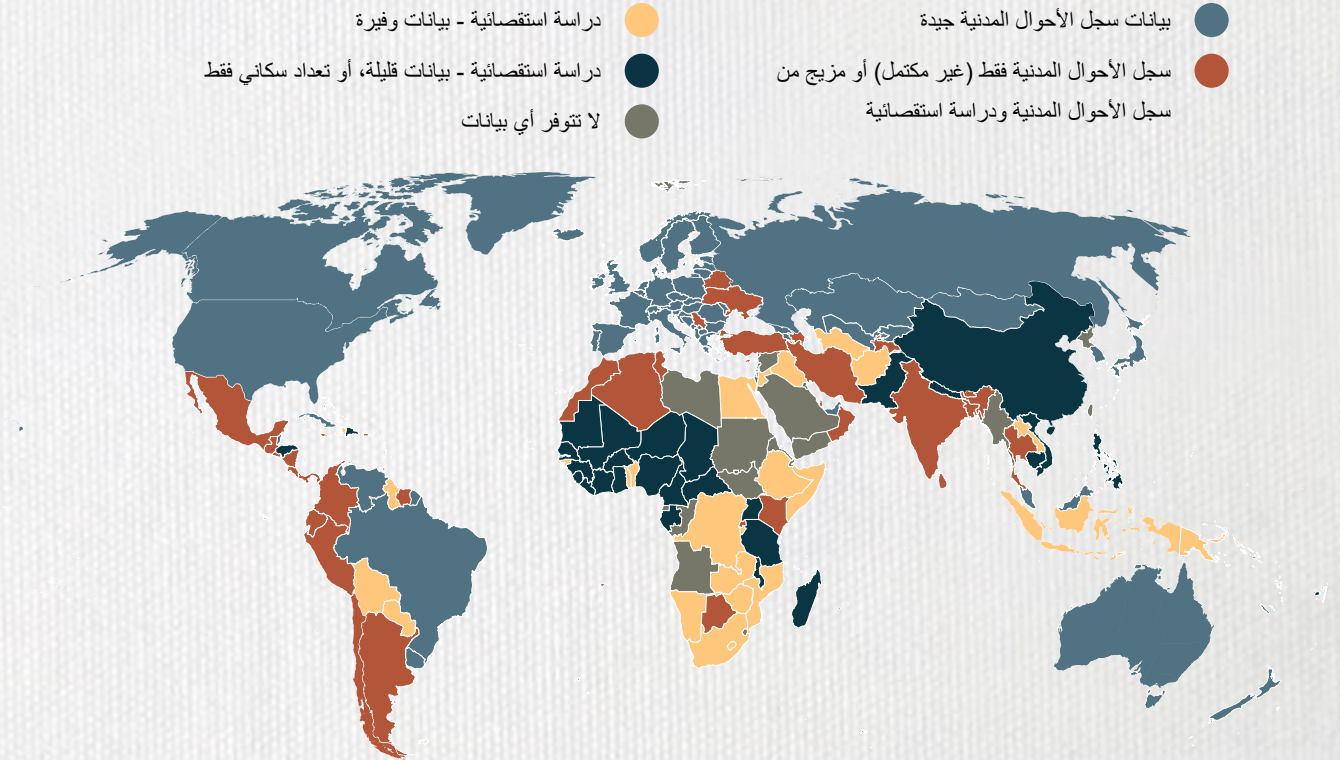 بيانات سجل الأحوال المدنية جيدة
سجل الأحوال المدنية فقط (غير مكتمل) أو مزيج من
سجل الأحوال المدنية ودراسة استقصائية
دراسة استقصائية - بيانات وفيرة
دراسة استقصائية - بيانات قليلة، أو تعداد سكاني فقط
لا تتوفر أي بيانات